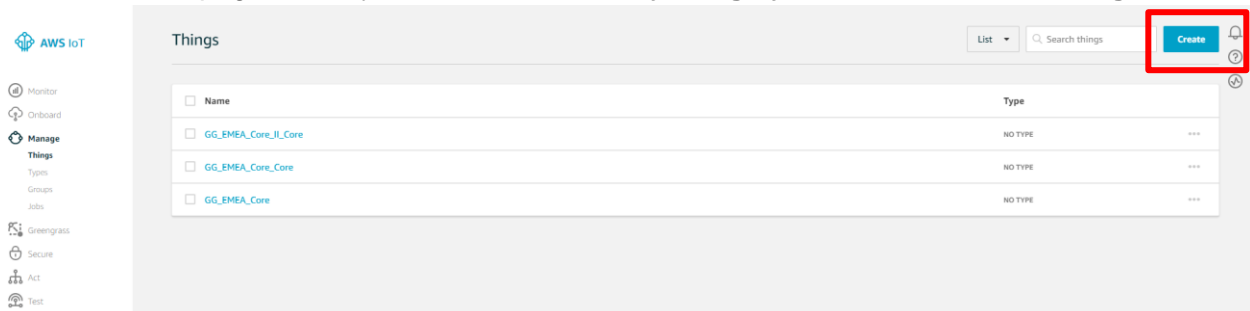 AWS IoT
Things
List
Search things
Create
Monitor
Onboard
Manage
Things
Types
Groups
Jobs
Greengrass
Secure
Act
Test
Name Type
GG_EMEA_Core_II_Core NO TYPE
GG_EMEA_Core_Core NO TYPE
GG_EMEA_Core NO TYPE